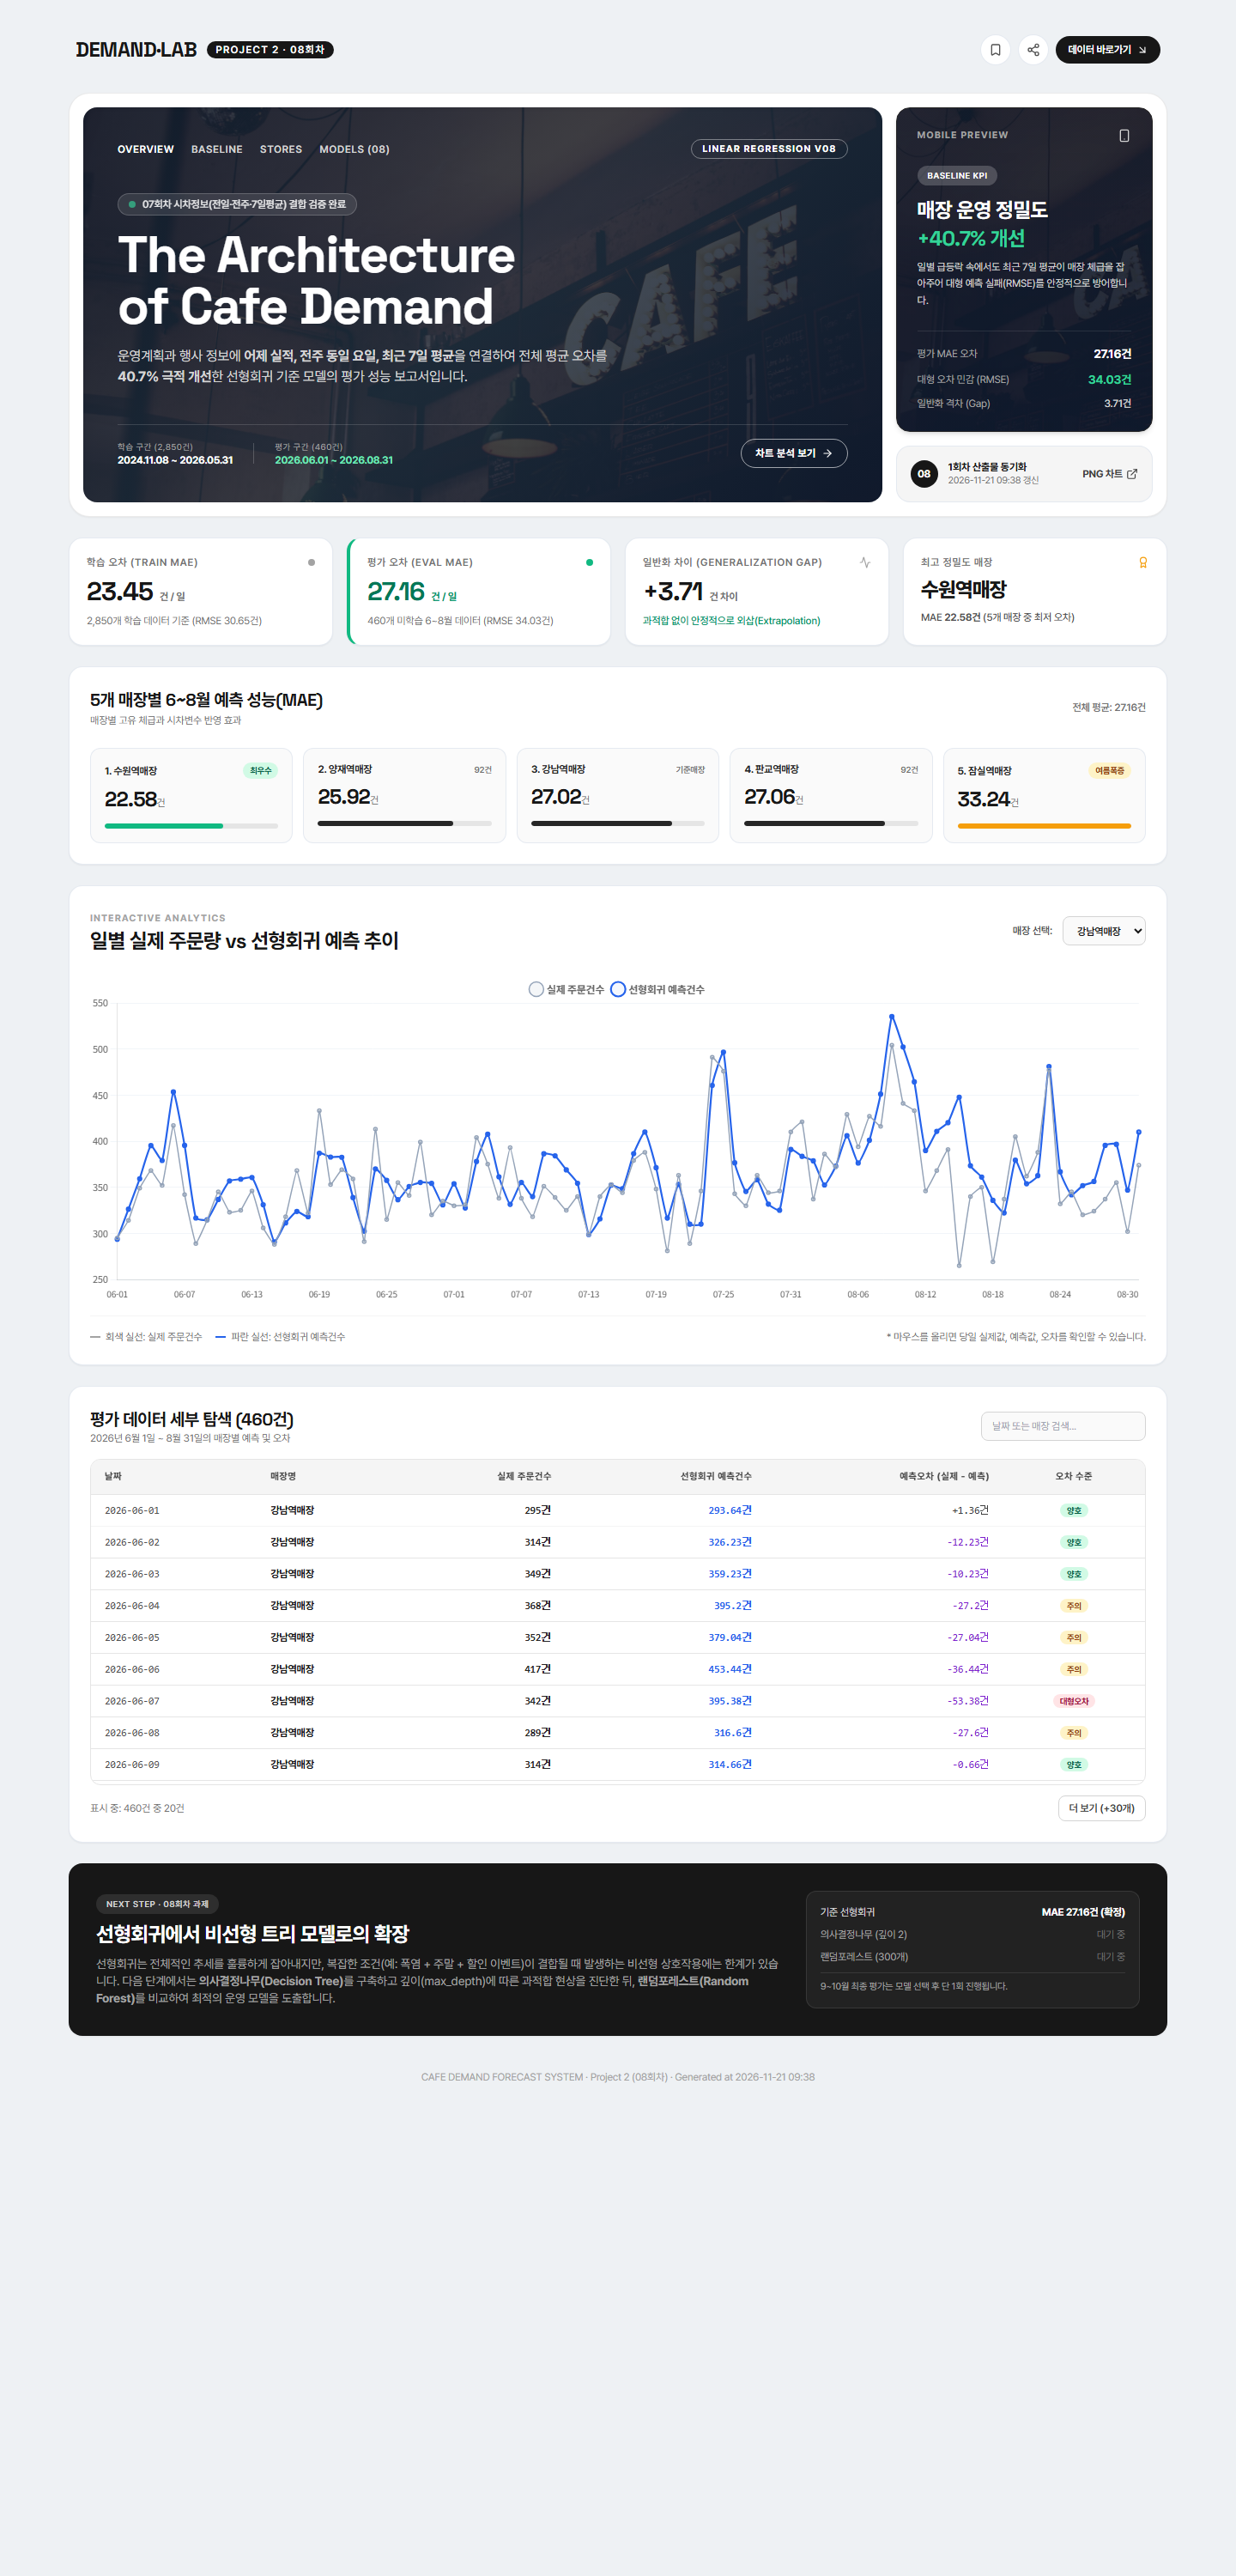 DEMAND·LAB PROJECT 2 · 08회차
데이터 바로가기
OVERVIEW BASELINE STORES MODELS (08)
LINEAR REGRESSION V08
07회차 시차정보(전일·전주·7일평균) 결합 검증 완료
The Architecture
of Cafe Demand
운영계획과 행사 정보에 어제 실적, 전주 동일 요일, 최근 7일 평균을 연결하여 전체 평균 오차를
40.7% 극적 개선한 선형회귀 기준 모델의 평가 성능 보고서입니다.
학습 구간 (2,850건)
2024.11.08 ~ 2026.05.31
평가 구간 (460건)
2026.06.01 ~ 2026.08.31
차트 분석 보기
CAFE
MOBILE PREVIEW
BASELINE KPI
매장 운영 정밀도
+40.7% 개선
일별 급등락 속에서도 최근 7일 평균이 매장 체급을 잡
아주어 대형 예측 실패(RMSE)를 안정적으로 방어합니
다.
평가 MAE 오차 27.16건
대형 오차 민감 (RMSE) 34.03건
일반화 격차 (Gap) 3.71건
08
1회차 산출물 동기화
2026-11-21 09:38 갱신
PNG 차트
학습 오차 (TRAIN MAE)
23.45 건 / 일
2,850개 학습 데이터 기준 (RMSE 30.65건)
평가 오차 (EVAL MAE)
27.16 건 / 일
460개 미학습 6~8월 데이터 (RMSE 34.03건)
일반화 차이 (GENERALIZATION GAP)
+3.71 건 차이
과적합 없이 안정적으로 외삽(Extrapolation)
최고 정밀도 매장
수원역매장
MAE 22.58건 (5개 매장 중 최저 오차)
5개 매장별 6~8월 예측 성능(MAE)
매장별 고유 체급과 시차변수 반영 효과
전체 평균: 27.16건
1. 수원역매장 최우수
22.58건
2. 양재역매장 92건
25.92건
3. 강남역매장 기준매장
27.02건
4. 판교역매장 92건
27.06건
5. 잠실역매장 여름폭증
33.24건
INTERACTIVE ANALYTICS
일별 실제 주문량 vs 선형회귀 예측 추이
매장 선택: 강남역매장
실제 주문건수 선형회귀 예측건수
550
500
450
400
350
300
250
06-01 06-07 06-13 06-19 06-25 07-01 07-07 07-13 07-19 07-25 07-31 08-06 08-12 08-18 08-24 08-30
회색 실선: 실제 주문건수 파란 실선: 선형회귀 예측건수
* 마우스를 올리면 당일 실제값, 예측값, 오차를 확인할 수 있습니다.
평가 데이터 세부 탐색 (460건)
2026년 6월 1일 ~ 8월 31일의 매장별 예측 및 오차
날짜 또는 매장 검색...
날짜 매장명 실제 주문건수 선형회귀 예측건수 예측오차 (실제 - 예측) 오차 수준
2026-06-01 강남역매장 295건 293.64건 +1.36건 양호
2026-06-02 강남역매장 314건 326.23건 -12.23건 양호
2026-06-03 강남역매장 349건 359.23건 -10.23건 양호
2026-06-04 강남역매장 368건 395.2건 -27.2건 주의
2026-06-05 강남역매장 352건 379.04건 -27.04건 주의
2026-06-06 강남역매장 417건 453.44건 -36.44건 주의
2026-06-07 강남역매장 342건 395.38건 -53.38건 대형오차
2026-06-08 강남역매장 289건 316.6건 -27.6건 주의
2026-06-09 강남역매장 314건 314.66건 -0.66건 양호
표시 중: 460건 중 20건
더 보기 (+30개)
NEXT STEP · 08회차 과제
선형회귀에서 비선형 트리 모델로의 확장
선형회귀는 전체적인 추세를 훌륭하게 잡아내지만, 복잡한 조건(예: 폭염 + 주말 + 할인 이벤트)이 결합될 때 발생하는 비선형 상호작용에는 한계가 있습
니다. 다음 단계에서는 의사결정나무(Decision Tree)를 구축하고 깊이(max_depth)에 따른 과적합 현상을 진단한 뒤, 랜덤포레스트(Random
Forest)를 비교하여 최적의 운영 모델을 도출합니다.
기준 선형회귀 MAE 27.16건 (확정)
의사결정나무 (깊이 2) 대기 중
랜덤포레스트 (300개) 대기 중
9~10월 최종 평가는 모델 선택 후 단 1회 진행됩니다.
CAFE DEMAND FORECAST SYSTEM · Project 2 (08회차) · Generated at 2026-11-21 09:38